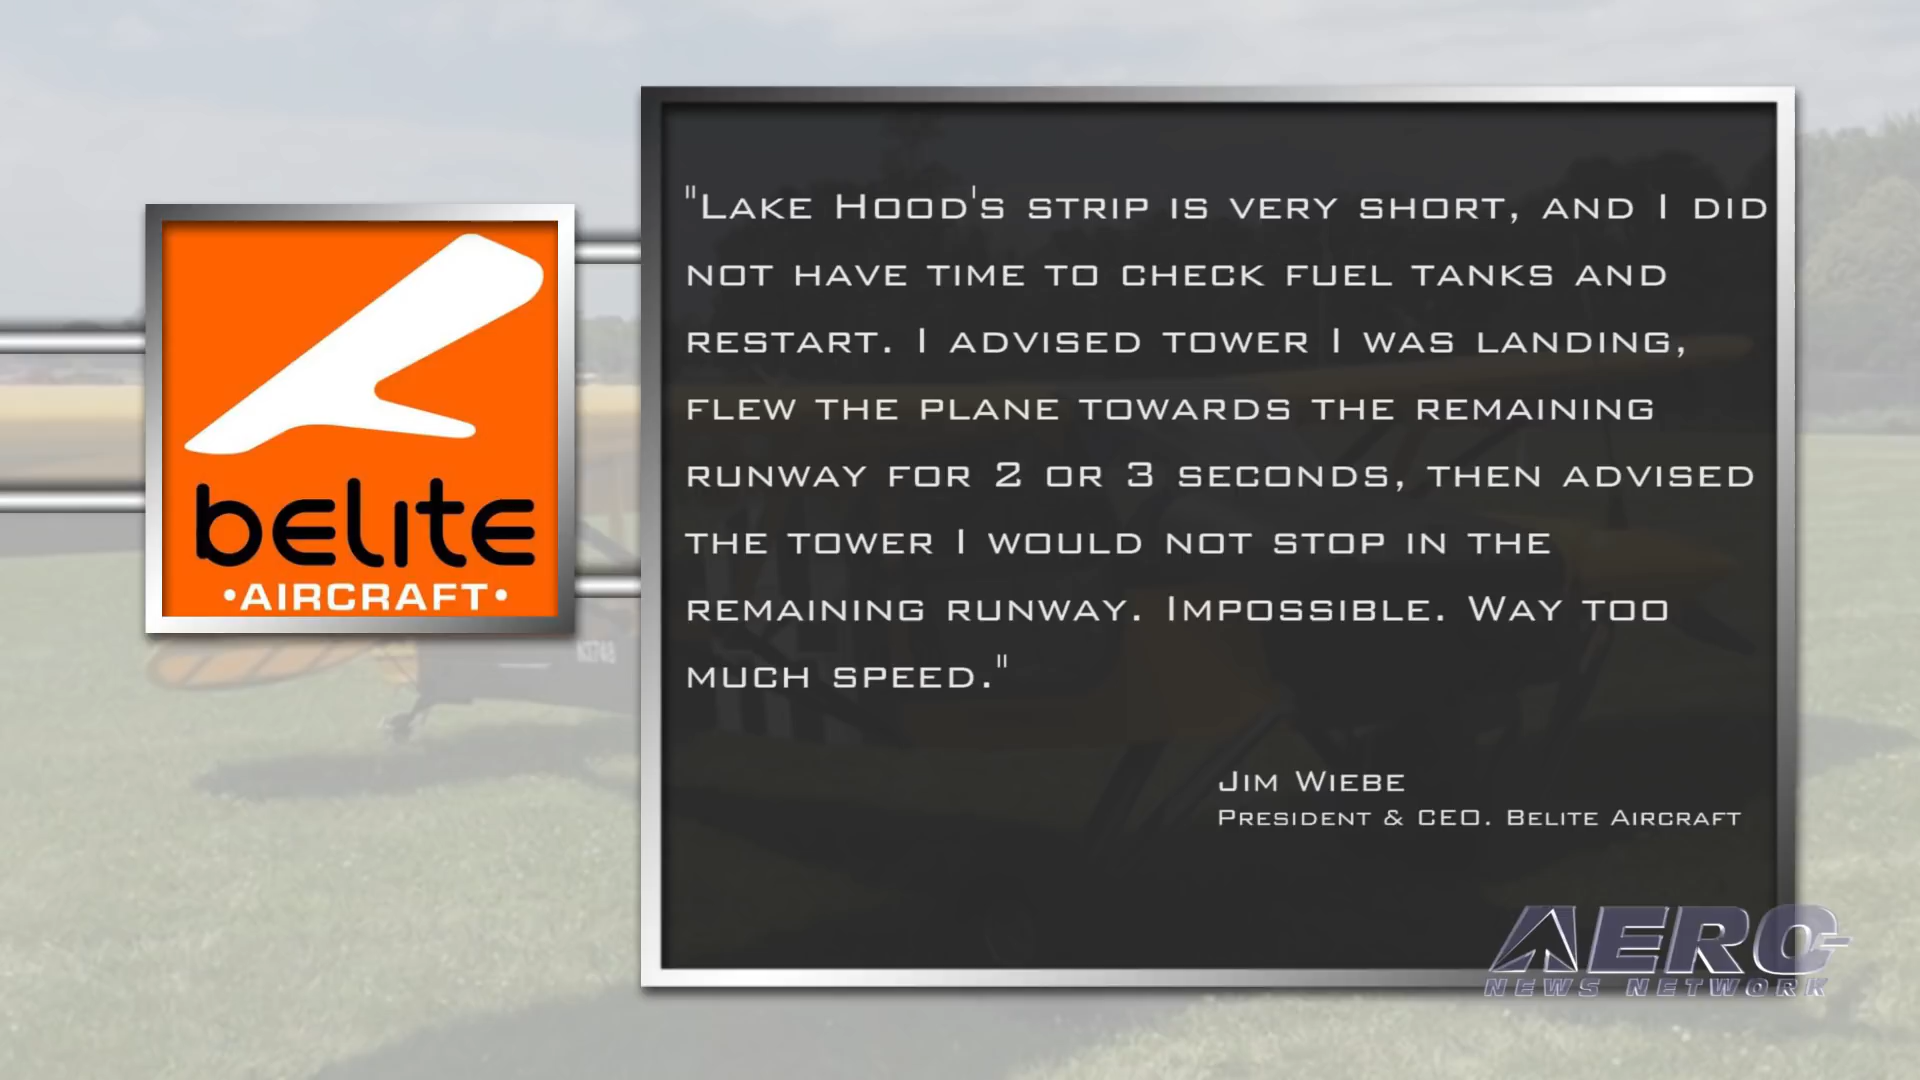 "Lake Hood's strip is very short, and I did
not have time to check fuel tanks and
restart. I advised tower I was landing,
flew the plane towards the remaining
runway for 2 or 3 seconds, then advised
the tower I would not stop in the
remaining runway. Impossible. Way too
much speed."
Jim Wiebe
President & CEO. Belite Aircraft
belite
•AIRCRAFT•
N3748
AERO
NEWS NETWORK